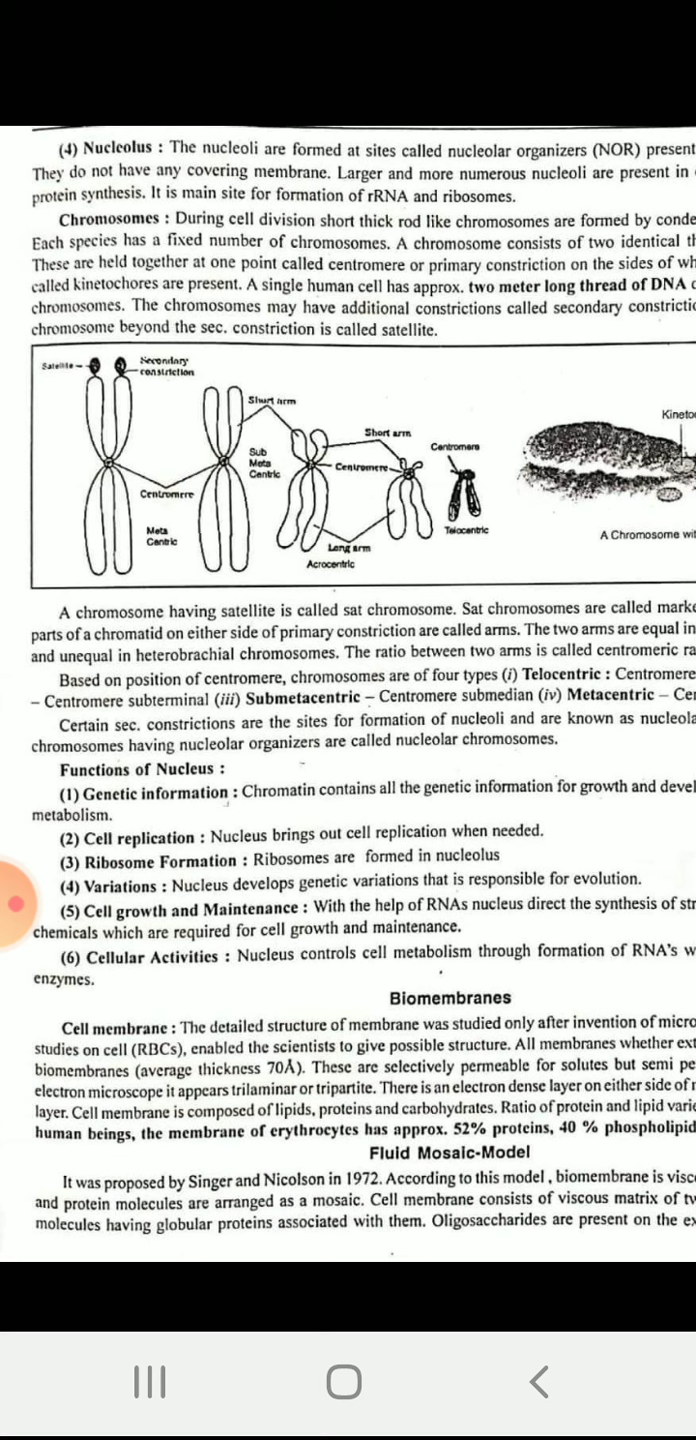 (4) Nucleolus : The nucleoli are formed at sites called nucleolar organizers (NOR) present
They do not have any covering membrane. Larger and more numerous nucleoli are present in
protein synthesis. It is main site for formation of rRNA and ribosomes.
Chromosomes : During cell division short thick rod like chromosomes are formed by conde
Each species has a fixed number of chromosomes. A chromosome consists of two identical th
These are held together at one point called centromere or primary constriction on the sides of wh
called kinetochores are present. A single human cell has approx. two meter long thread of DNA
chromosomes. The chromosomes may have additional constrictions called secondary constrictio
chromosome beyond the sec. constriction is called satellite.
Satellite
Secondary
constriction
Short arm
Short arm
Kinetoc
Sub
Meta
Centric
Centromere
Centromere
Centromere
Meta
Centric
Telocentric
A Chromosome wit
Long arm
Acrocentric
A chromosome having satellite is called sat chromosome. Sat chromosomes are called marke
parts of a chromatid on either side of primary constriction are called arms. The two arms are equal in
and unequal in heterobrachial chromosomes. The ratio between two arms is called centromeric ra
Based on position of centromere, chromosomes are of four types (i) Telocentric : Centromere
– Centromere subterminal (iii) Submetacentric – Centromere submedian (iv) Metacentric – Cen
Certain sec. constrictions are the sites for formation of nucleoli and are known as nucleola
chromosomes having nucleolar organizers are called nucleolar chromosomes.
Functions of Nucleus :
(1) Genetic information : Chromatin contains all the genetic information for growth and devel
metabolism.
(2) Cell replication : Nucleus brings out cell replication when needed.
(3) Ribosome Formation : Ribosomes are formed in nucleolus
(4) Variations : Nucleus develops genetic variations that is responsible for evolution.
(5) Cell growth and Maintenance : With the help of RNAs nucleus direct the synthesis of str
chemicals which are required for cell growth and maintenance.
(6) Cellular Activities : Nucleus controls cell metabolism through formation of RNA's w
enzymes.
Biomembranes
Cell membrane : The detailed structure of membrane was studied only after invention of micro
studies on cell (RBCs), enabled the scientists to give possible structure. All membranes whether ext
biomembranes (average thickness 70Å). These are selectively permeable for solutes but semi pe
electron microscope it appears trilaminar or tripartite. There is an electron dense layer on either side of
layer. Cell membrane is composed of lipids, proteins and carbohydrates. Ratio of protein and lipid varie
human beings, the membrane of erythrocytes has approx. 52% proteins, 40 % phospholipid
Fluid Mosaic-Model
It was proposed by Singer and Nicolson in 1972. According to this model , biomembrane is visc
and protein molecules are arranged as a mosaic. Cell membrane consists of viscous matrix of tw
molecules having globular proteins associated with them. Oligosaccharides are present on the ex